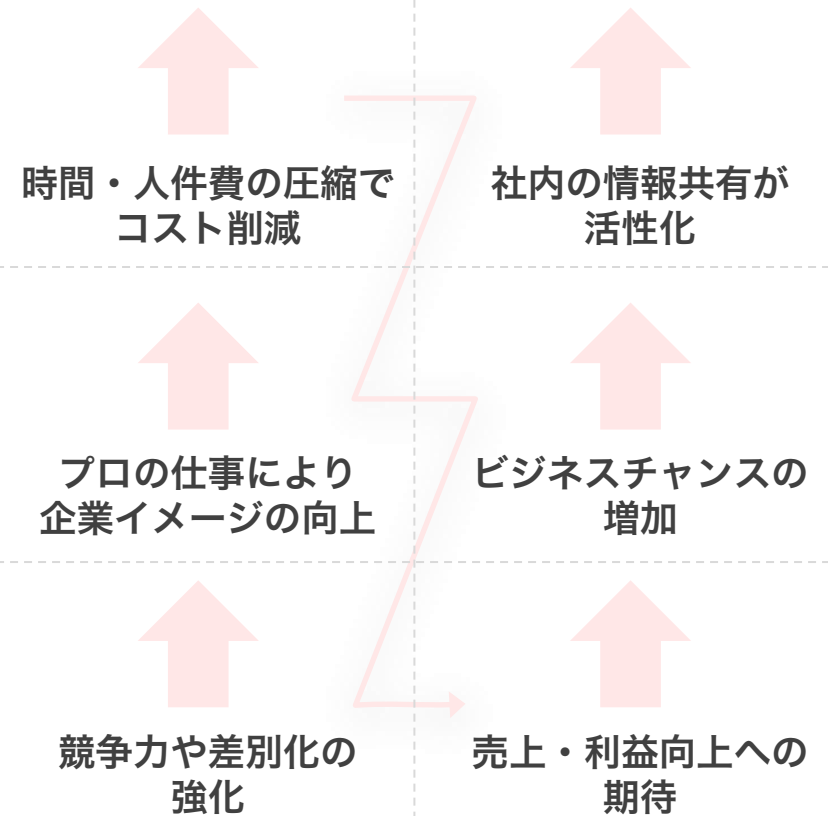 時間・人件費の圧縮で
コスト削減
社内の情報共有が
活性化
プロの仕事により
企業イメージの向上
ビジネスチャンスの
増加
競争力や差別化の
強化
売上・利益向上への
期待